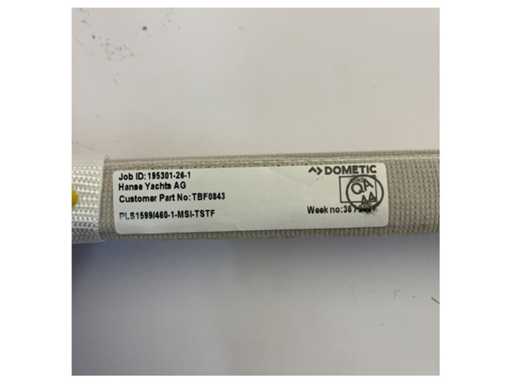 Job ID:195301-26-1
Hanse Yachts AG
Customer Part No:TBF0843
PLS1599/460-1-MSI-TSTF
DOMETIC
QA
AA
Week no: